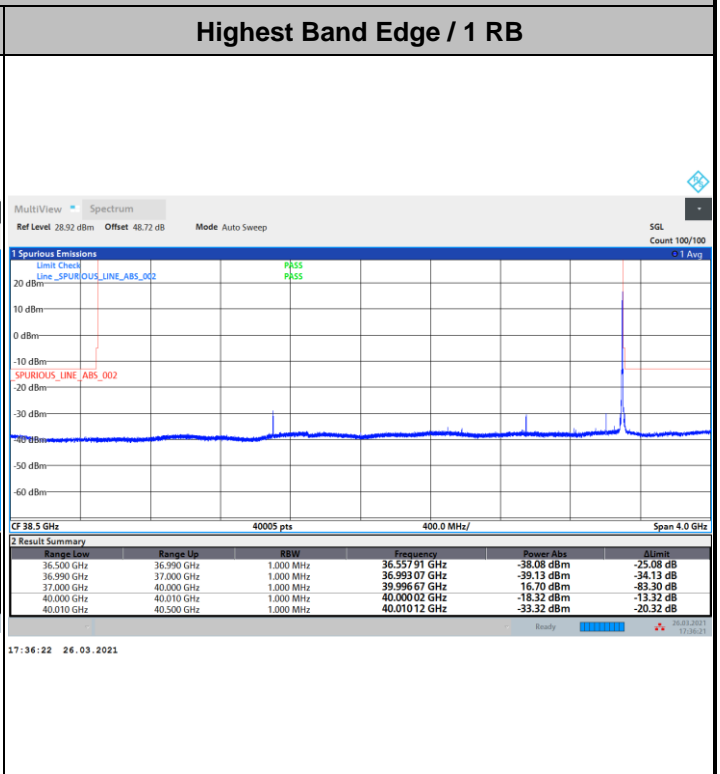 Highest Band Edge / 1 RB
MultiView Spectrum
Ref Level 28.92 dBm Offset 48.72 dB Mode Auto Sweep SGL
Count 100/100
1 Spurious Emissions 1 Avg
Limit Check PASS
Line _SPURIOUS_LINE_ABS_002 PASS
20 dBm
10 dBm
0 dBm
-10 dBm
_SPURIOUS_LINE_ABS_002
-20 dBm
-30 dBm
-40 dBm
-50 dBm
-60 dBm
CF 38.5 GHz 40005 pts 400.0 MHz/ Span 4.0 GHz
2 Result Summary
Range Low Range Up RBW Frequency Power Abs ΔLimit
36.500 GHz 36.990 GHz 1.000 MHz 36.557 91 GHz -38.08 dBm -25.08 dB
36.990 GHz 37.000 GHz 1.000 MHz 36.993 07 GHz -39.13 dBm -34.13 dB
37.000 GHz 40.000 GHz 1.000 MHz 39.996 67 GHz 16.70 dBm -83.30 dB
40.000 GHz 40.010 GHz 1.000 MHz 40.000 02 GHz -18.32 dBm -13.32 dB
40.010 GHz 40.500 GHz 1.000 MHz 40.010 12 GHz -33.32 dBm -20.32 dB
Ready 26.03.2021
17:36:21
17:36:22 26.03.2021